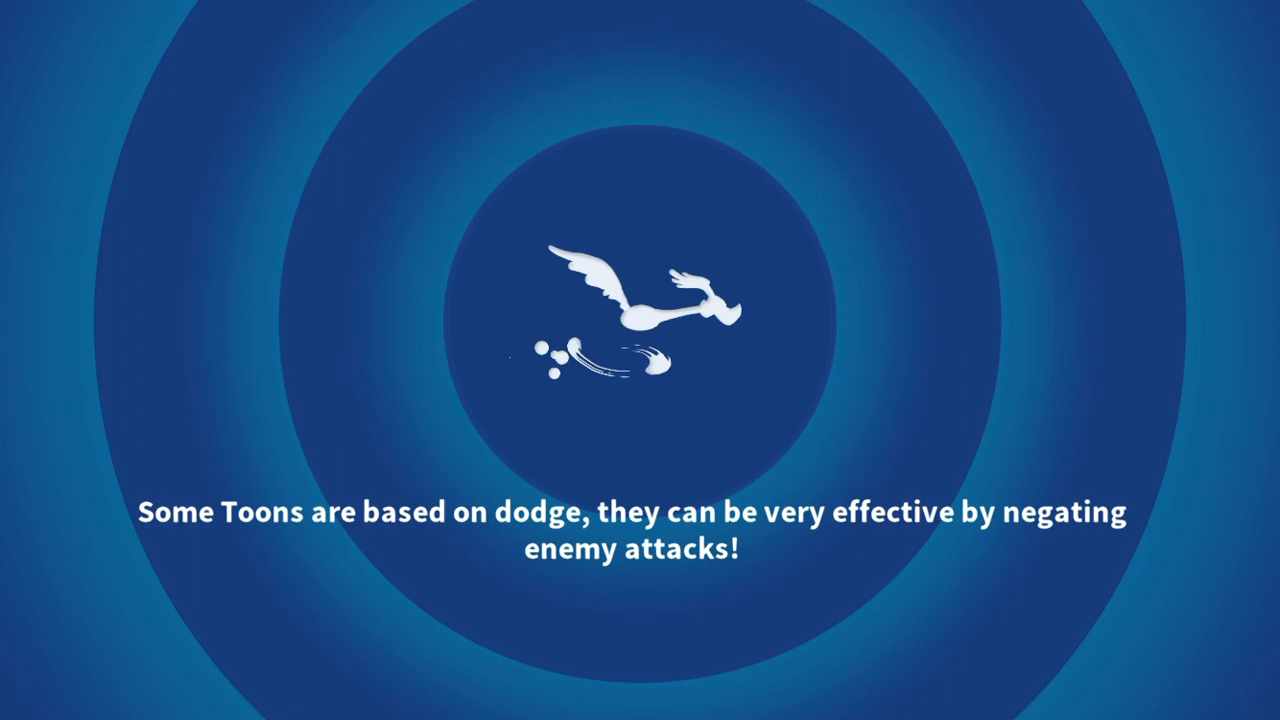 Some Toons are based on dodge, they can be very effective by negating
enemy attacks!